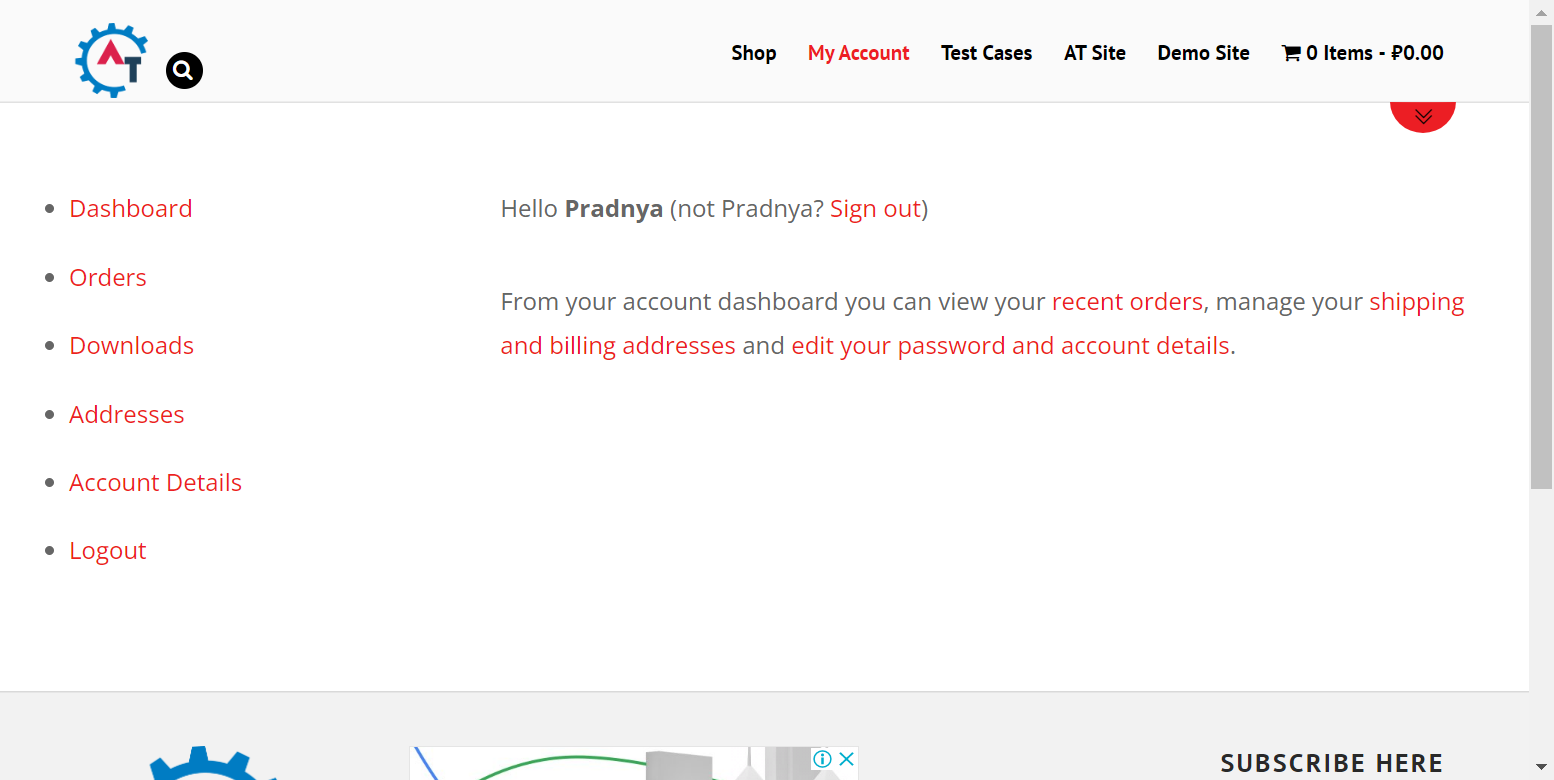 AT
Shop
My Account
Test Cases
AT Site
Demo Site
0 Items - ₽0.00
Dashboard
Orders
Downloads
Addresses
Account Details
Logout
Hello Pradnya (not Pradnya? Sign out)
From your account dashboard you can view your recent orders, manage your shipping
and billing addresses and edit your password and account details.
SUBSCRIBE HERE